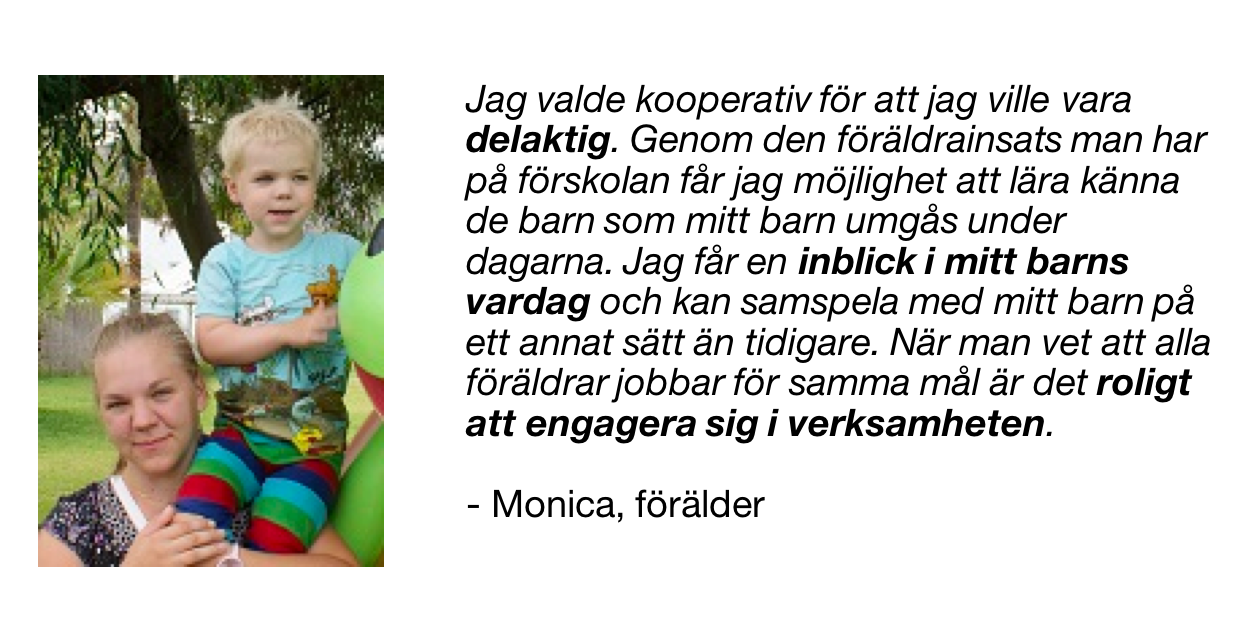 Jag valde kooperativ för att jag ville vara
delaktig. Genom den föräldrainsats man har
på förskolan får jag möjlighet att lära känna
de barn som mitt barn umgås under
dagarna. Jag får en inblick i mitt barns
vardag och kan samspela med mitt barn på
ett annat sätt än tidigare. När man vet att alla
föräldrar jobbar för samma mål är det roligt
att engagera sig i verksamheten.
- Monica, förälder